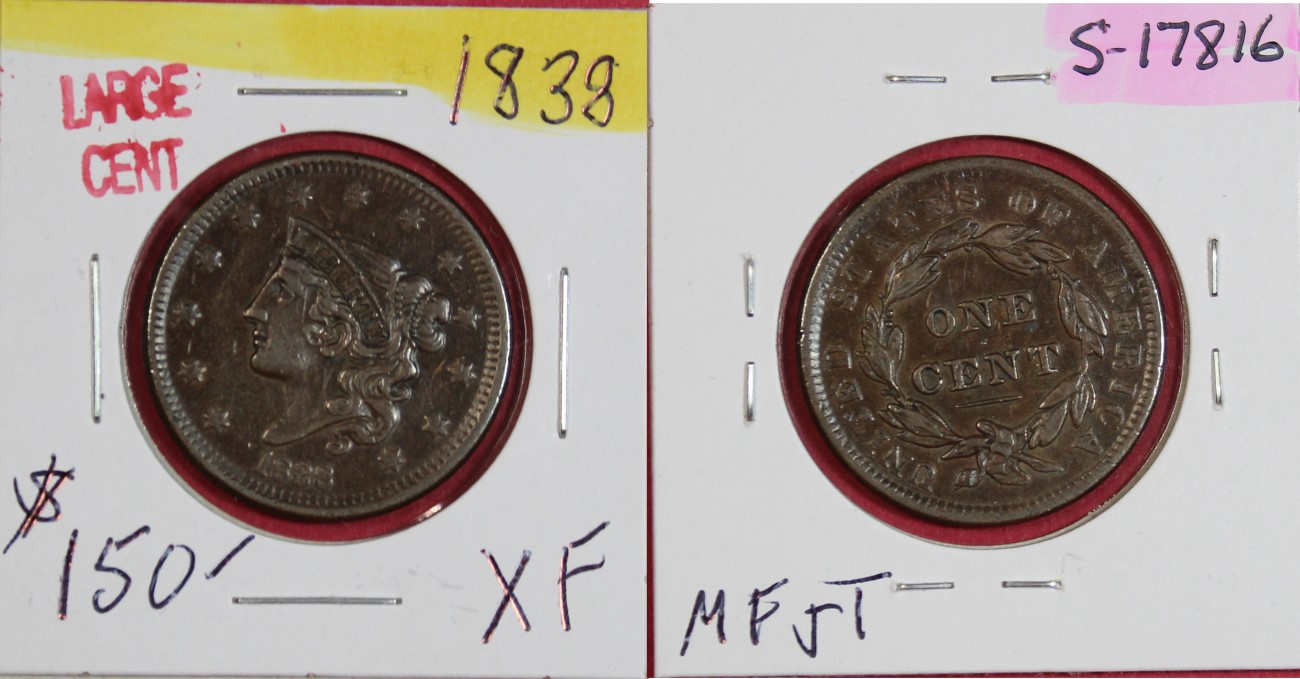 1838
LARGE
CENT
LIBERTY
1838
$150-
XF
S-17816
UNITED STATES OF AMERICA
ONE
CENT
MFJT